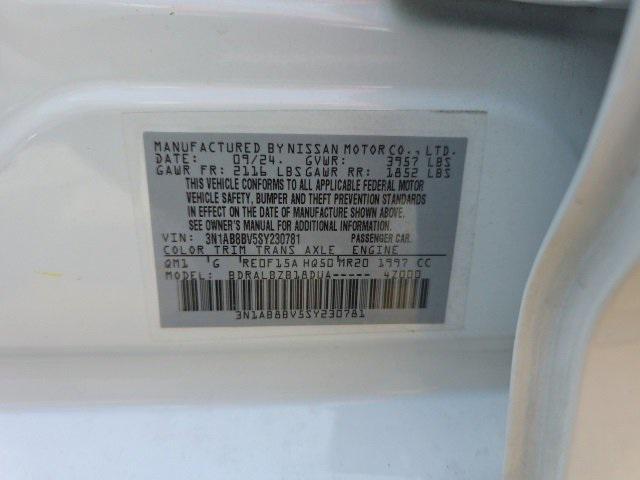 MANUFACTURED BY NISSAN MOTOR CO., LTD.
DATE: 09/24. GVWR: 3957 LBS
GAWR FR: 2116 LBS GAWR RR: 1852 LBS
THIS VEHICLE CONFORMS TO ALL APPLICABLE FEDERAL MOTOR
VEHICLE SAFETY, BUMPER AND THEFT PREVENTION STANDARDS
IN EFFECT ON THE DATE OF MANUFACTURE SHOWN ABOVE.
SEE OWNER'S MANUAL FOR ADDITIONAL INFORMATION.
VIN: 3N1AB8BV5SY230781 PASSENGER CAR.
COLOR TRIM TRANS AXLE ENGINE
QM1 'G 'RE0F15A HQ50 MR20 1997 CC
MODEL: BDRALBZB18DUA----- 4Z000
3N1AB8BV5SY230781